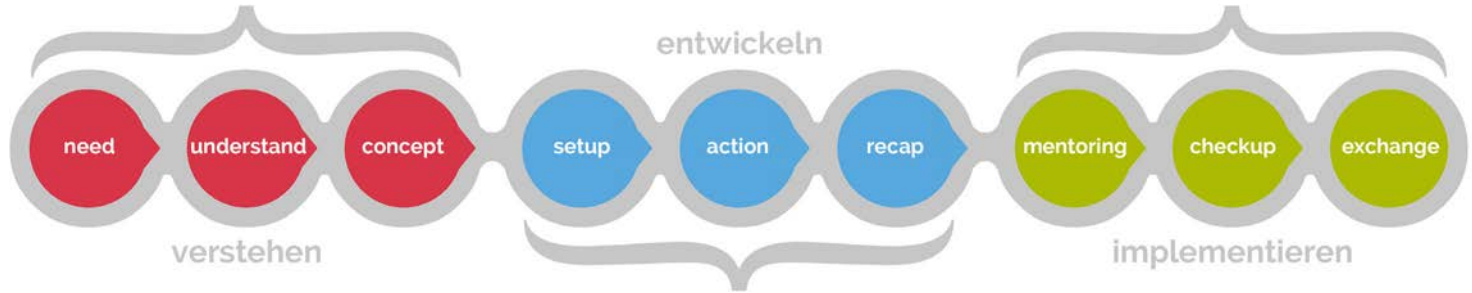 entwickeln
need
understand
concept
setup
action
recap
mentoring
checkup
exchange
verstehen
implementieren